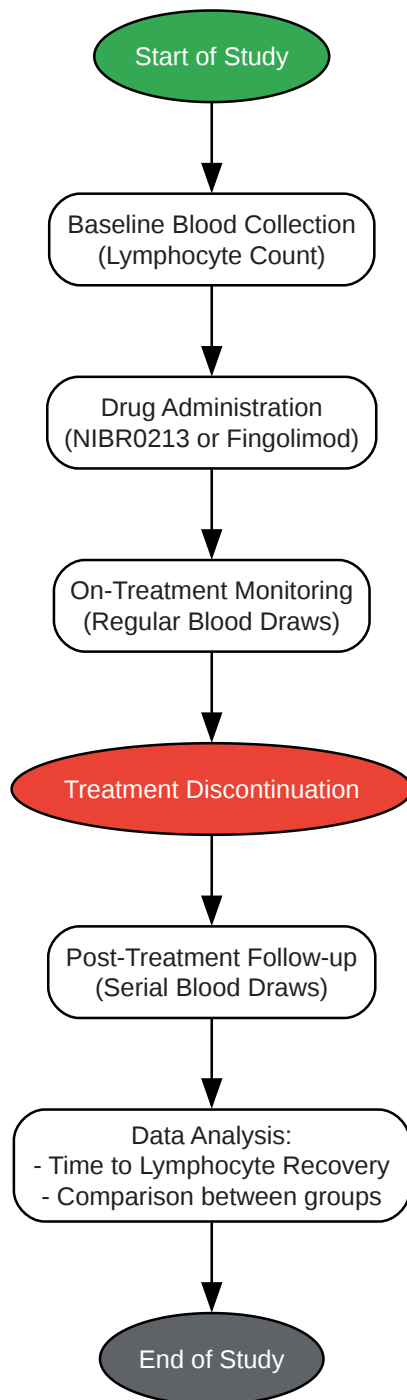 Start of Study
Baseline Blood Collection
(Lymphocyte Count)
Drug Administration
(NIBR0213 or Fingolimod)
On-Treatment Monitoring
(Regular Blood Draws)
Treatment Discontinuation
Post-Treatment Follow-up
(Serial Blood Draws)
Data Analysis:
- Time to Lymphocyte Recovery
- Comparison between groups
End of Study